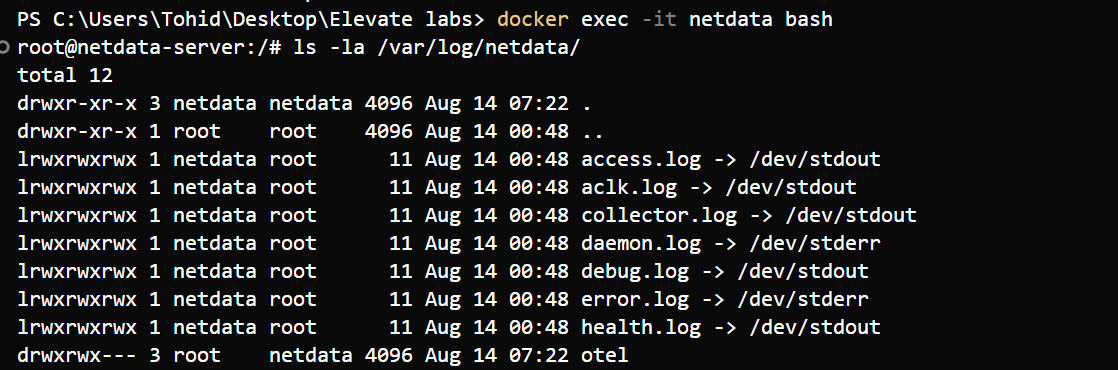 PS C:\Users\Tohid\Desktop\Elevate labs> docker exec -it netdata bash
root@netdata-server:/# ls -la /var/log/netdata/
total 12
drwxr-xr-x 3 netdata netdata 4096 Aug 14 07:22 .
drwxr-xr-x 1 root    root    4096 Aug 14 00:48 ..
lrwxrwxrwx 1 netdata root      11 Aug 14 00:48 access.log -> /dev/stdout
lrwxrwxrwx 1 netdata root      11 Aug 14 00:48 aclk.log -> /dev/stdout
lrwxrwxrwx 1 netdata root      11 Aug 14 00:48 collector.log -> /dev/stdout
lrwxrwxrwx 1 netdata root      11 Aug 14 00:48 daemon.log -> /dev/stderr
lrwxrwxrwx 1 netdata root      11 Aug 14 00:48 debug.log -> /dev/stdout
lrwxrwxrwx 1 netdata root      11 Aug 14 00:48 error.log -> /dev/stderr
lrwxrwxrwx 1 netdata root      11 Aug 14 00:48 health.log -> /dev/stdout
drwxrwx--- 3 root    netdata 4096 Aug 14 07:22 otel